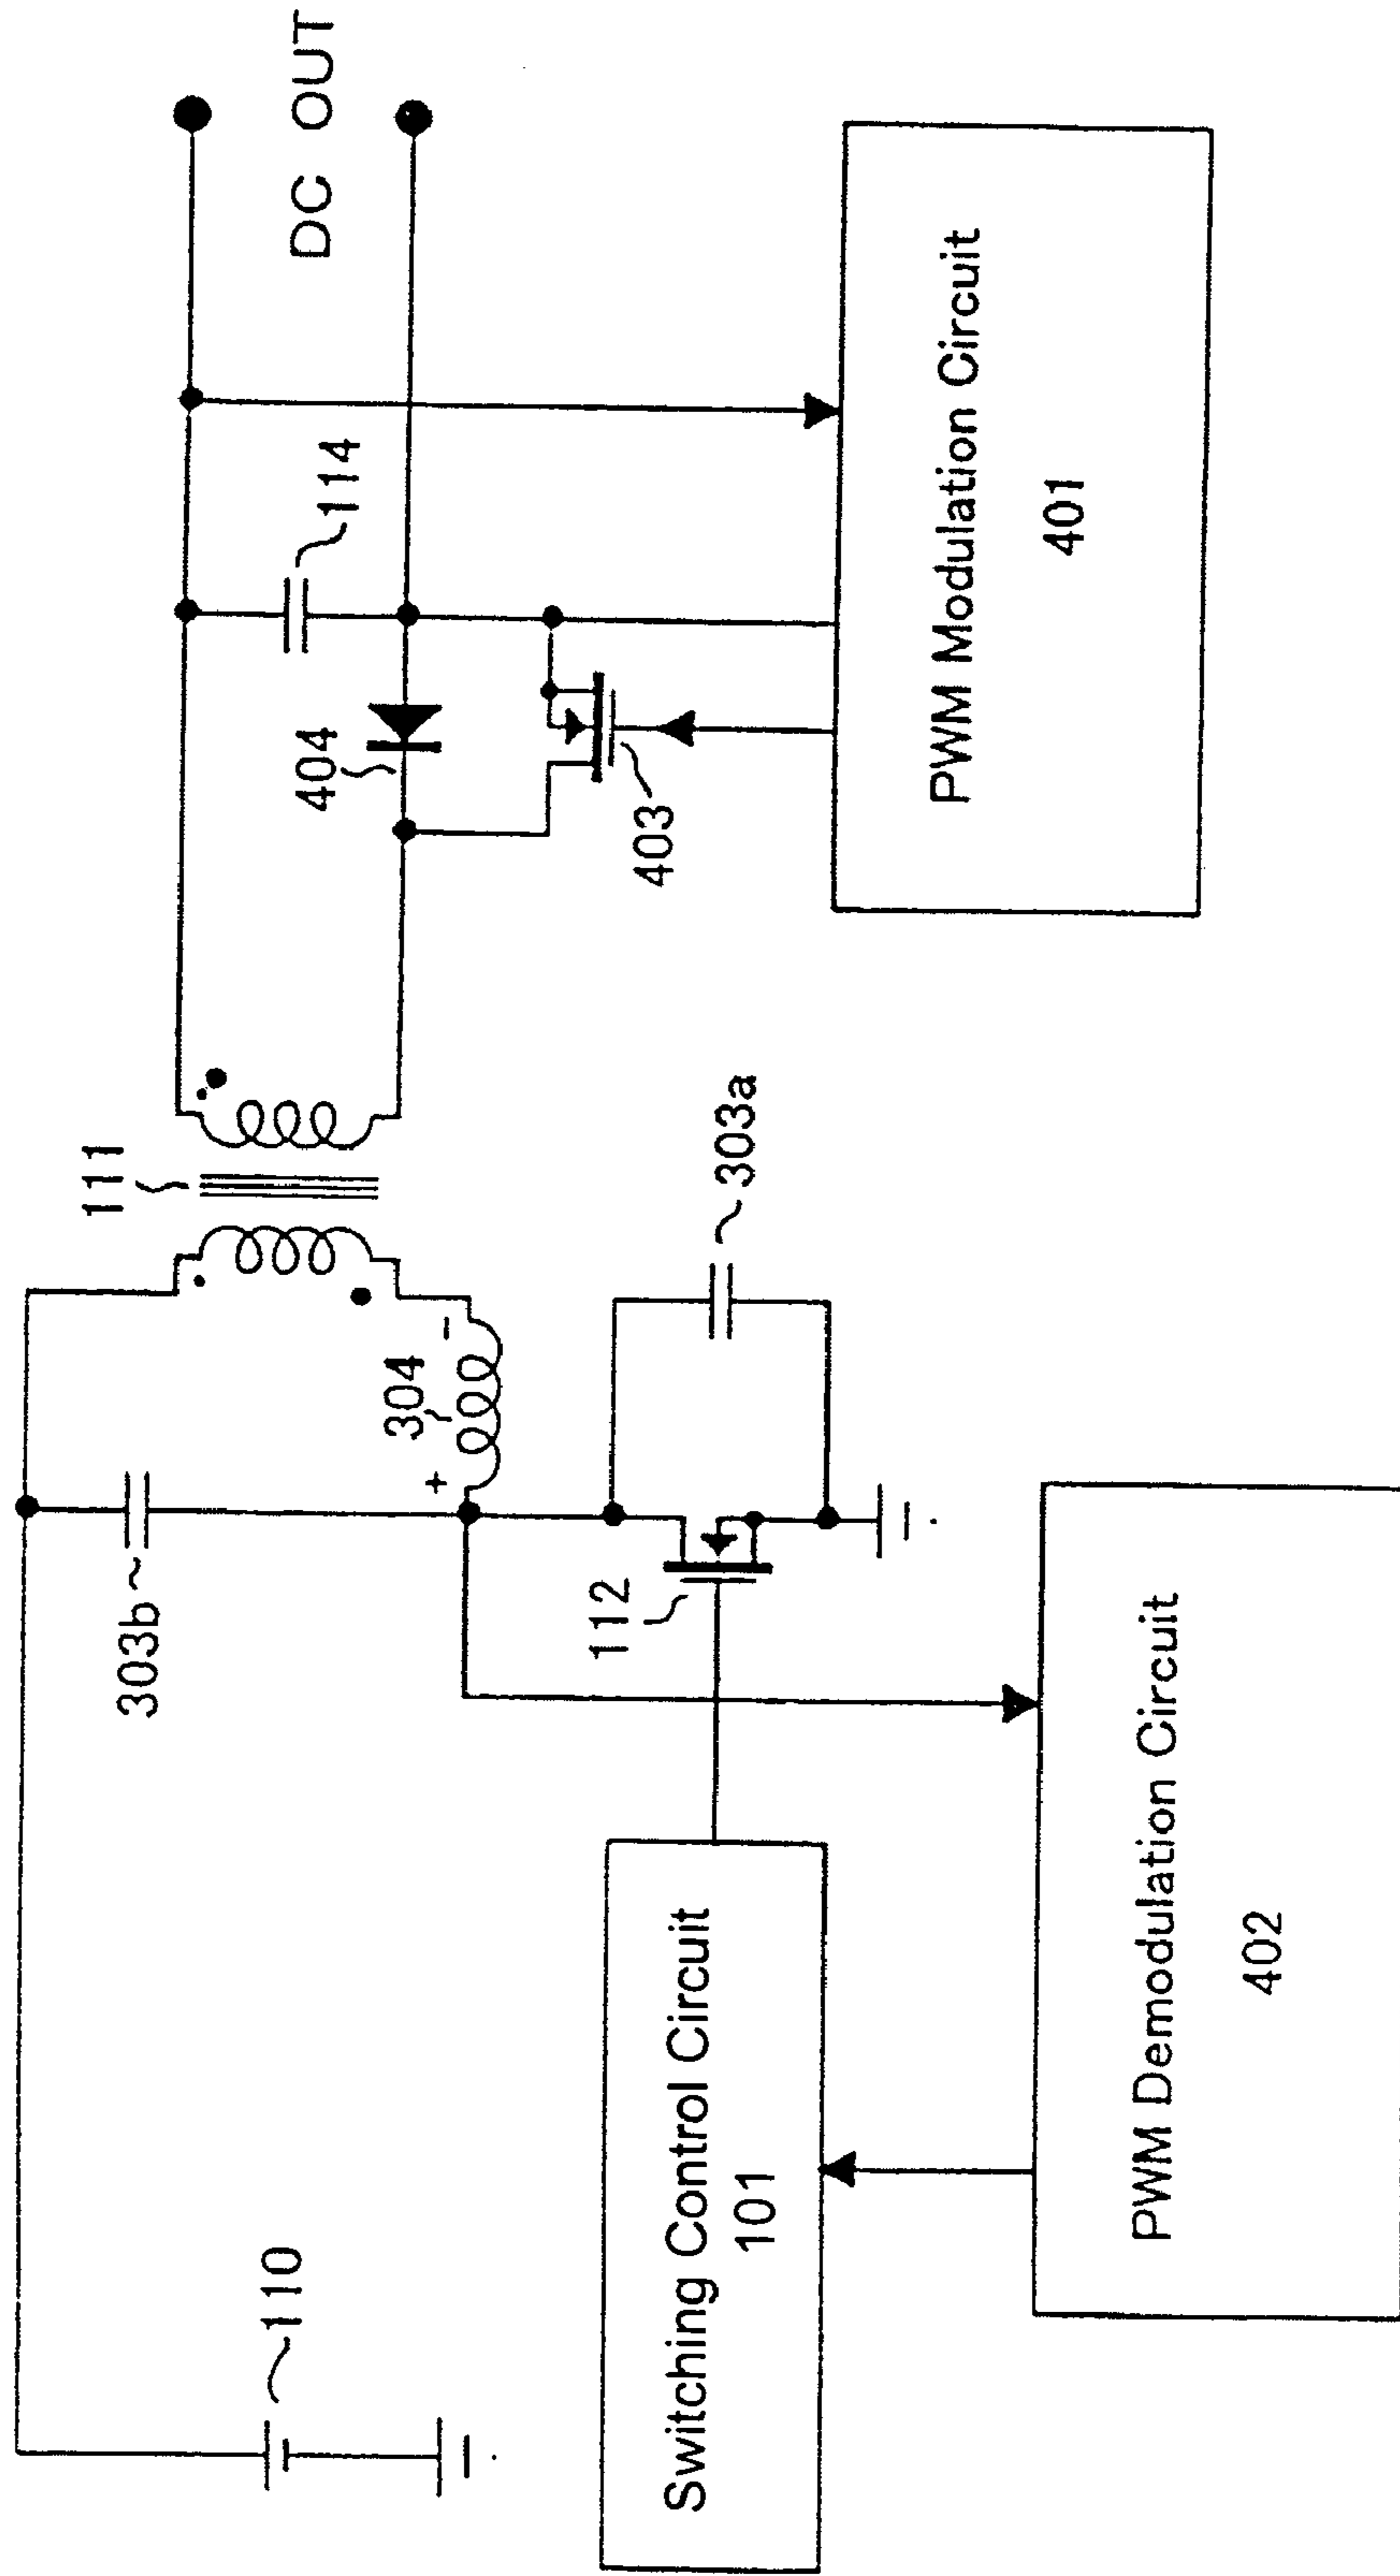 111
DC OUT
303b
114
404
304
+
-
110
403
112
303a
Switching Control Circuit
101
PWM Modulation Circuit
401
PWM Demodulation Circuit
402